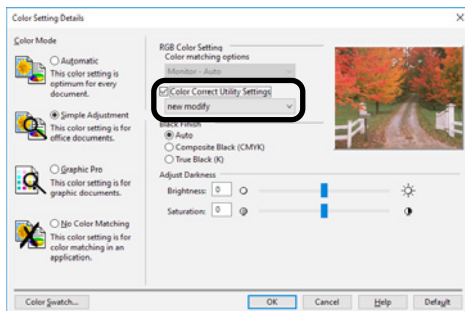 Color Setting Details
Color Mode
Automatic
This color setting is
optimum for every
document.
Simple Adjustment
This color setting is for
office documents.
Graphic Pro
This color setting is for
graphic documents.
No Color Matching
This color setting is for
color matching in an
application.
RGB Color Setting
Color matching options
Monitor - Auto
Color Correct Utility Settings
new modify
Black Finish
Auto
Composite Black (CMYK)
True Black (K)
Adjust Darkness
Brightness: 0
Saturation: 0
Color Swatch...
OK
Cancel
Help
Default